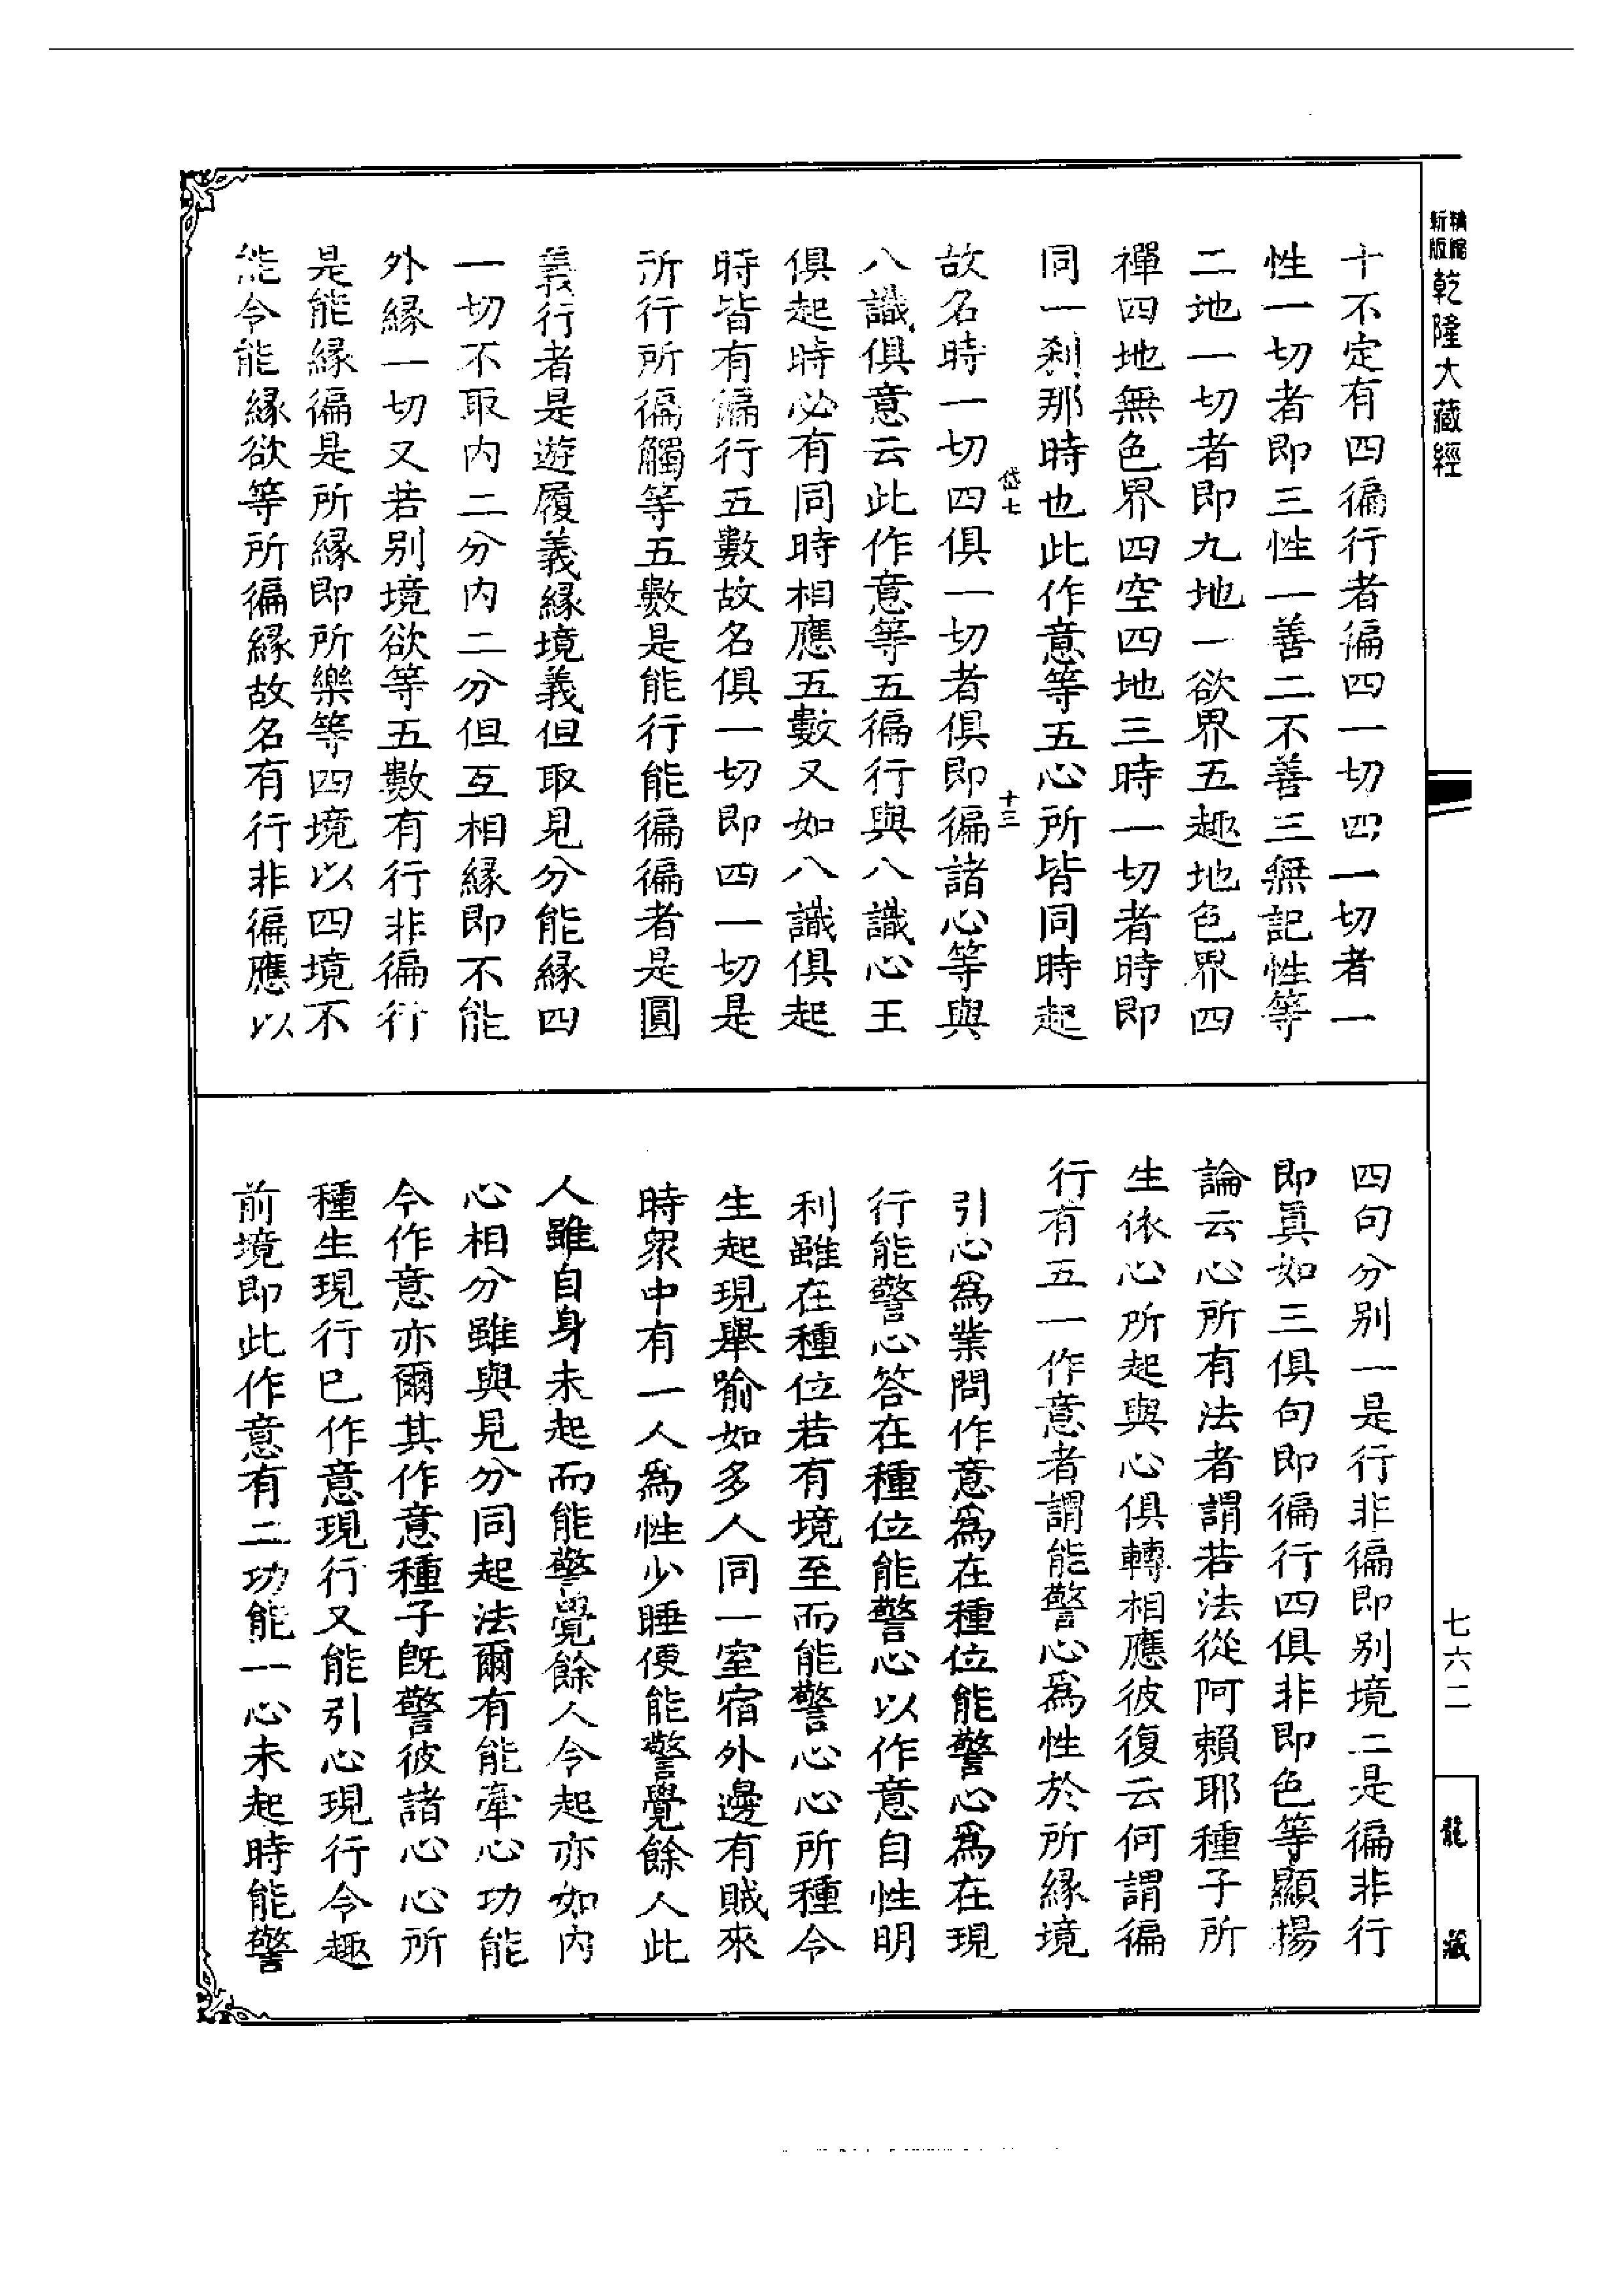 新版精縮乾隆大藏經
十不定有四徧行者徧四一切四一切者一
性一切者即三性一善二不善三無記性等
二地一切者即九地一欲界五趣地色界四
禪四地無色界四空四地三時一切者時即
同一剎那時也此作意等五心所皆同時起
岱七
十三
故名時一切四俱一切者俱即徧諸心等與
八識俱意云此作意等五徧行與八識心王
俱起時必有同時相應五數又如八識俱起
時皆有徧行五數故名俱一切即四一切是
所行所徧觸等五數是能行能徧徧者是圓
義行者是遊履義緣境義但取見分能緣四
一切不取內二分內二分但互相緣即不能
外緣一切又若別境欲等五數有行非徧行
是能緣徧是所緣即所樂等四境以四境不
能令能緣欲等所徧緣故名有行非徧應以
四句分別一是行非徧即別境二是徧非行
即真如三俱句即徧行四俱非即色等顯揚
論云心所有法者謂若法從阿賴耶種子所
生依心所起與心俱轉相應彼復云何謂徧
行有五一作意者謂能警心為性於所緣境
引心為業問作意為在種位能警心為在現
行能警心答在種位能警心以作意自性明
利雖在種位若有境至而能警心心所種令
生起現舉喻如多人同一室宿外邊有賊來
時眾中有一人為性少睡便能警覺餘人此
人雖自身未起而能警覺餘人令起亦如內
心相分雖與見分同起法爾有能牽心功能
今作意亦爾其作意種子既警彼諸心心所
種生現行已作意現行又能引心現行令趣
前境即此作意有二功能一心未起時能警
七六二
龍藏